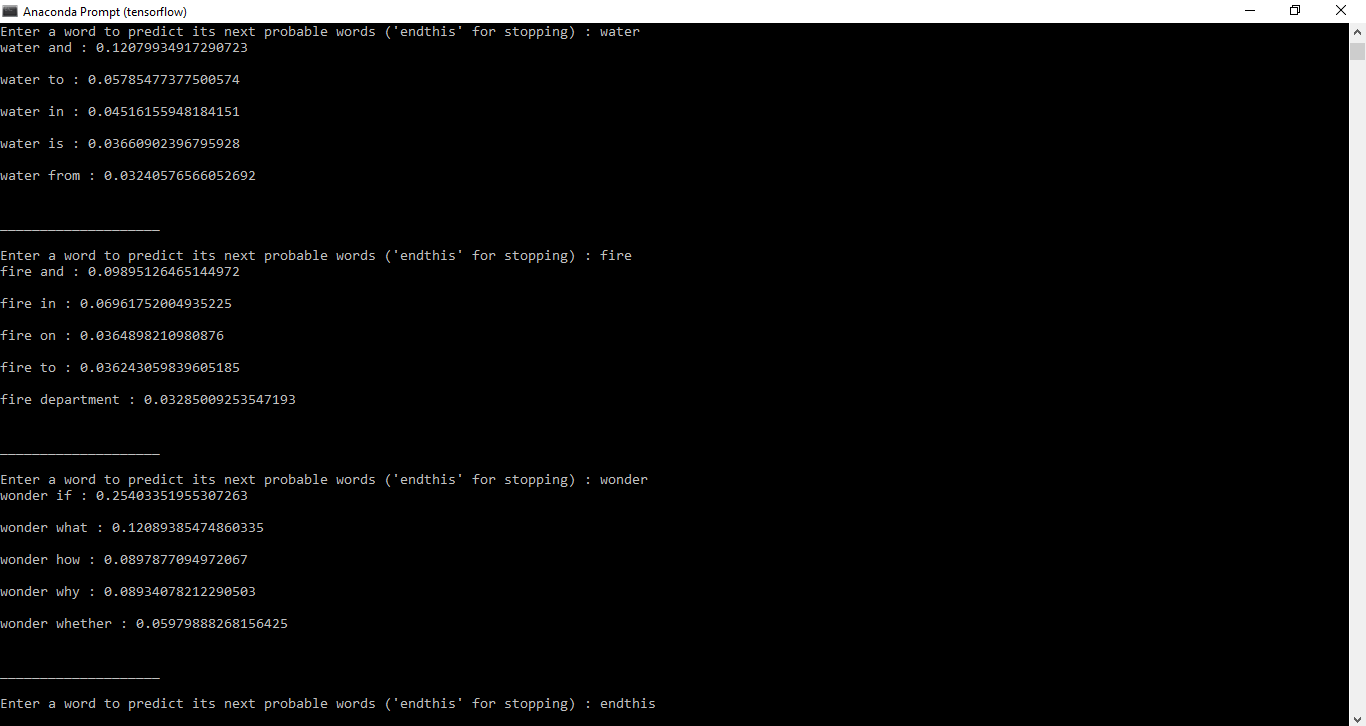 Anaconda Prompt (tensorflow)
Enter a word to predict its next probable words ('endthis' for stopping) : water
water and : 0.12079934917290723
water to : 0.05785477377500574
water in : 0.04516155948184151
water is : 0.03660902396795928
water from : 0.03240576566052692
____________________
Enter a word to predict its next probable words ('endthis' for stopping) : fire
fire and : 0.09895126465144972
fire in : 0.06961752004935225
fire on : 0.0364898210980876
fire to : 0.036243059839605185
fire department : 0.03285009253547193
____________________
Enter a word to predict its next probable words ('endthis' for stopping) : wonder
wonder if : 0.25403351955307263
wonder what : 0.12089385474860335
wonder how : 0.0897877094972067
wonder why : 0.08934078212290503
wonder whether : 0.05979888268156425
____________________
Enter a word to predict its next probable words ('endthis' for stopping) : endthis